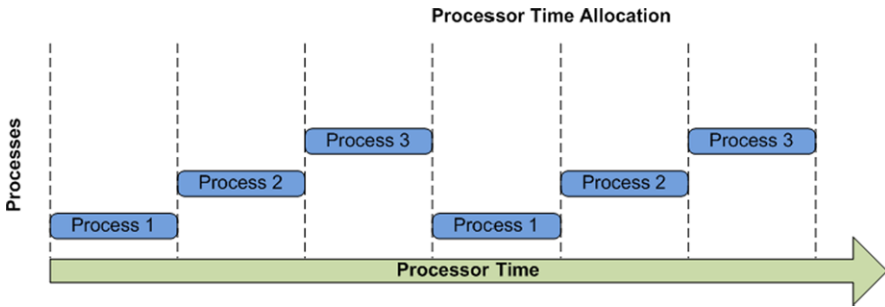 Processor Time Allocation
Processes
Process 3
Process 3
Process 2
Process 2
Process 1
Process 1
Processor Time